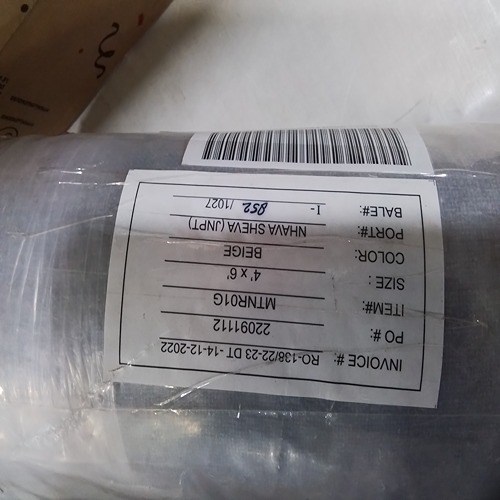 INVOICE # RO-138/22-23 DT -14-12-2022
PO #: 22091112
ITEM#: MTNR01G
SIZE : 4' x 6'
COLOR: BEIGE
PORT#: NHAVA SHEVA (JNPT)
BALE#: 1- 852 /1027